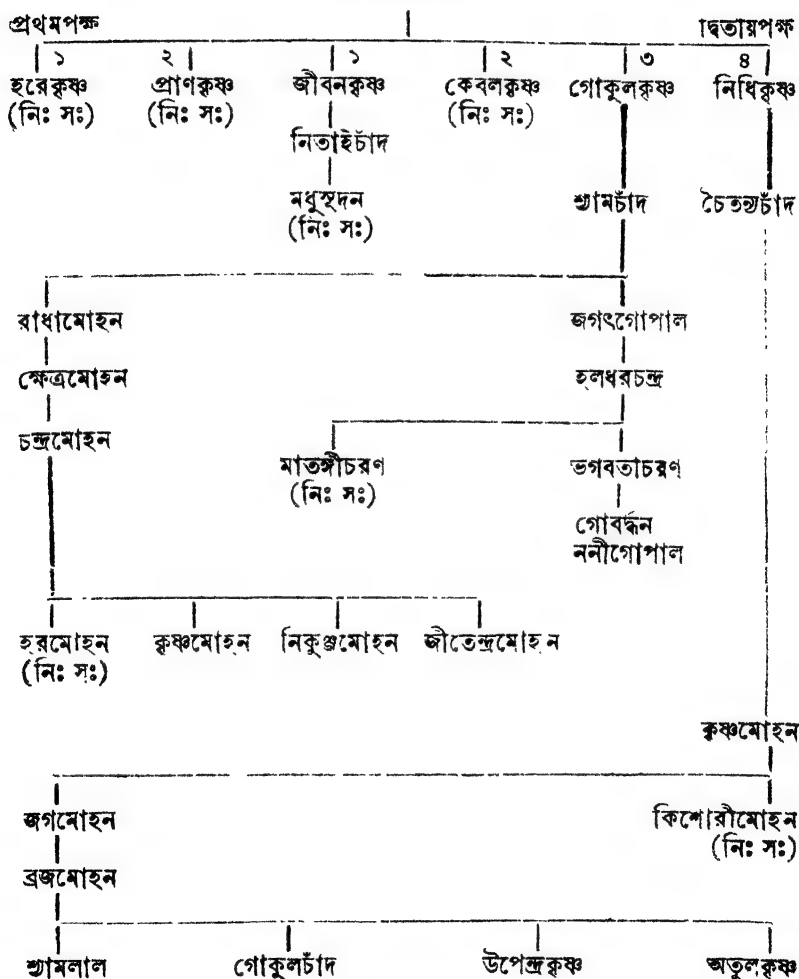 প্রথমপক্ষ দ্বিতীয়পক্ষ
১ ২ ১ ২ ৩ ৪
হরেকৃষ্ণ প্রাণকৃষ্ণ জীবনকৃষ্ণ কেবলকৃষ্ণ গোকুলকৃষ্ণ নিধিকৃষ্ণ
(নিঃ সঃ) (নিঃ সঃ) (নিঃ সঃ)
নিতাইচাঁদ
মধুসূদন শ্যামচাঁদ চৈতন্যচাঁদ
(নিঃ সঃ)
রাধামোহন জগৎগোপাল
ক্ষেত্রমোহন হলধরচন্দ্র
চন্দ্রমোহন
মাতঙ্গীচরণ ভগবতীচরণ
(নিঃ সঃ)
গোবর্দ্ধন
ননীগোপাল
হরমোহন কৃষ্ণমোহন নিকুঞ্জমোহন জীতেন্দ্রমোহন
(নিঃ সঃ)
কৃষ্ণমোহন
জগমোহন কিশোরীমোহন
(নিঃ সঃ)
ব্রজমোহন
শ্যামলাল গোকুলচাঁদ উপেন্দ্রকৃষ্ণ অতুলকৃষ্ণ